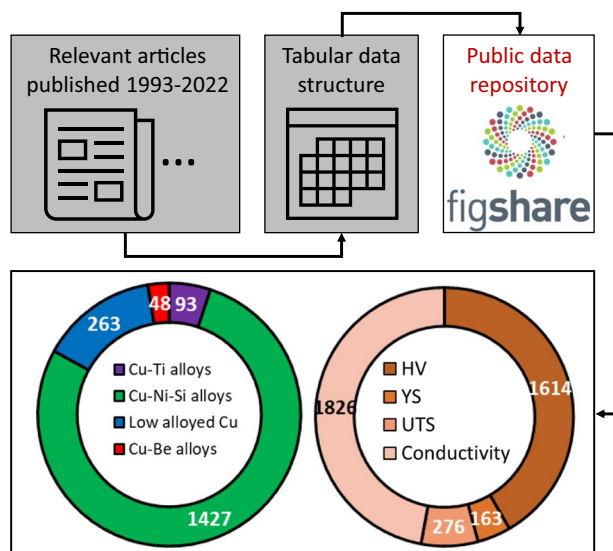 Relevant articles
published 1993-2022
...
Tabular data
structure
Public data
repository
figshare
48
93
263
Cu-Ti alloys
Cu-Ni-Si alloys
Low alloyed Cu
Cu-Be alloys
1427
HV
YS
UTS
Conductivity
1614
1826
276
163